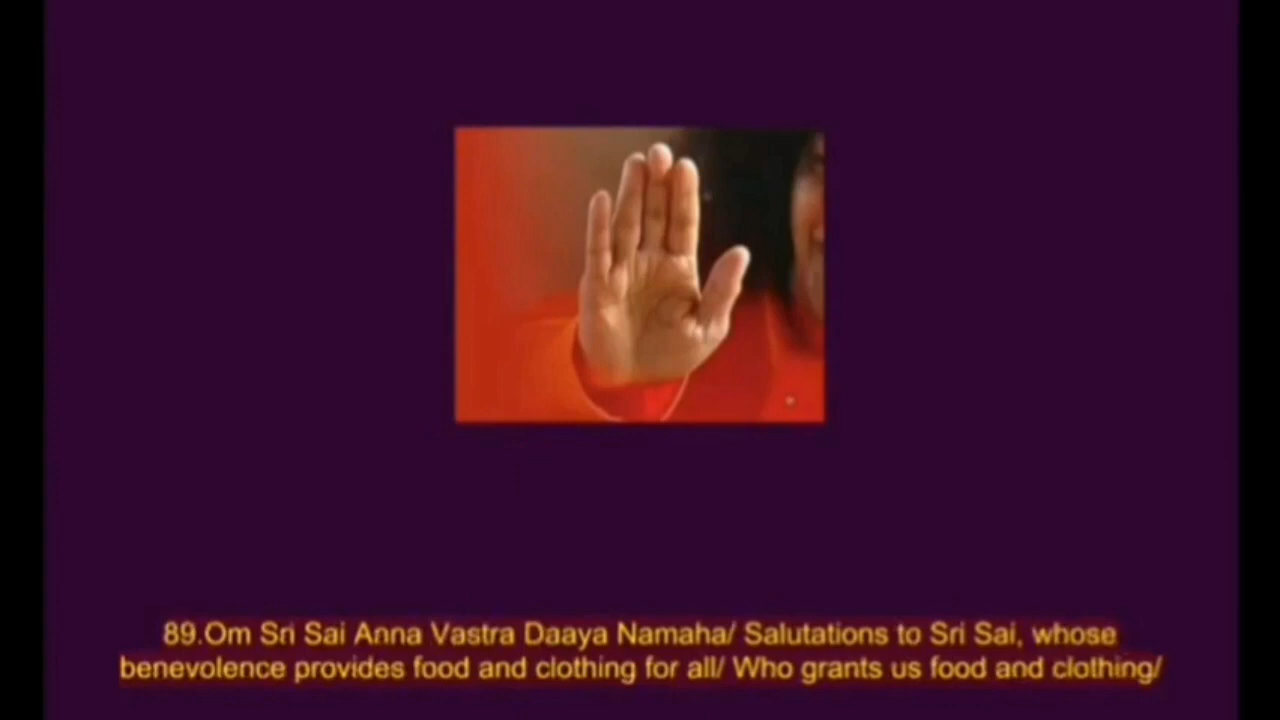 89.Om Sri Sai Anna Vastra Daaya Namaha/ Salutations to Sri Sai, whose
benevolence provides food and clothing for all/ Who grants us food and clothing/